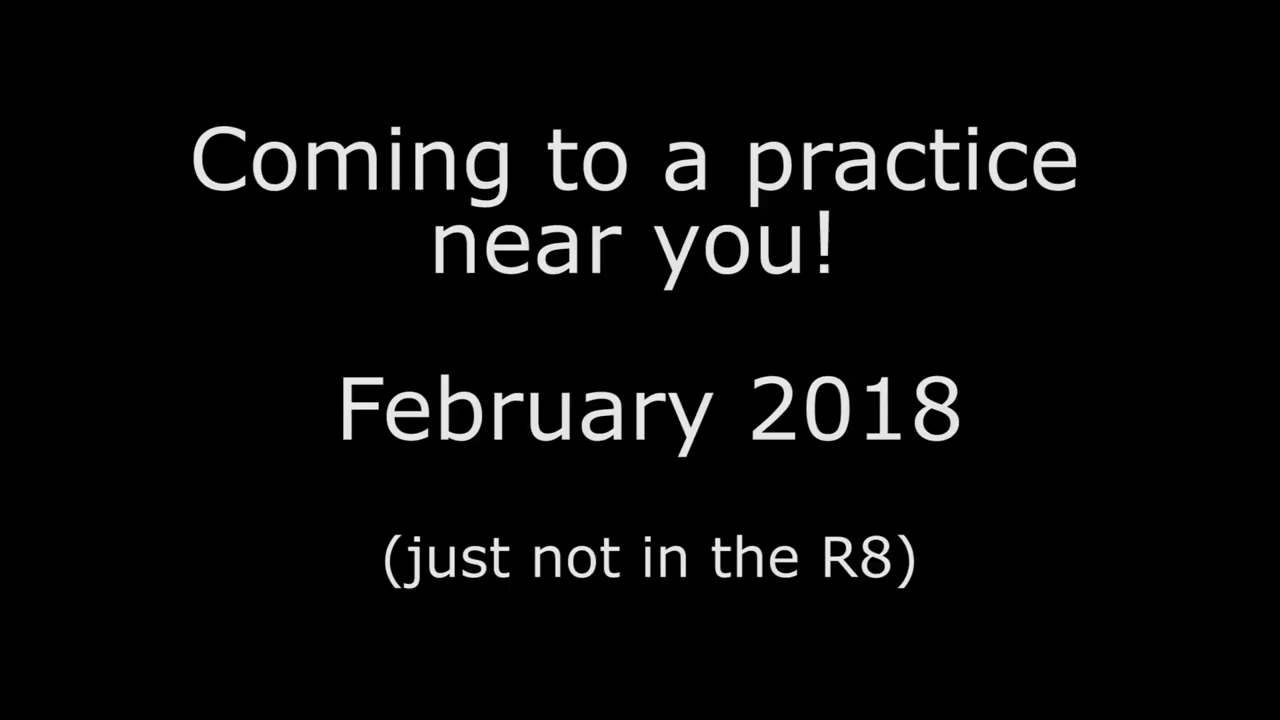 Coming to a practice
near you!
February 2018
(just not in the R8)